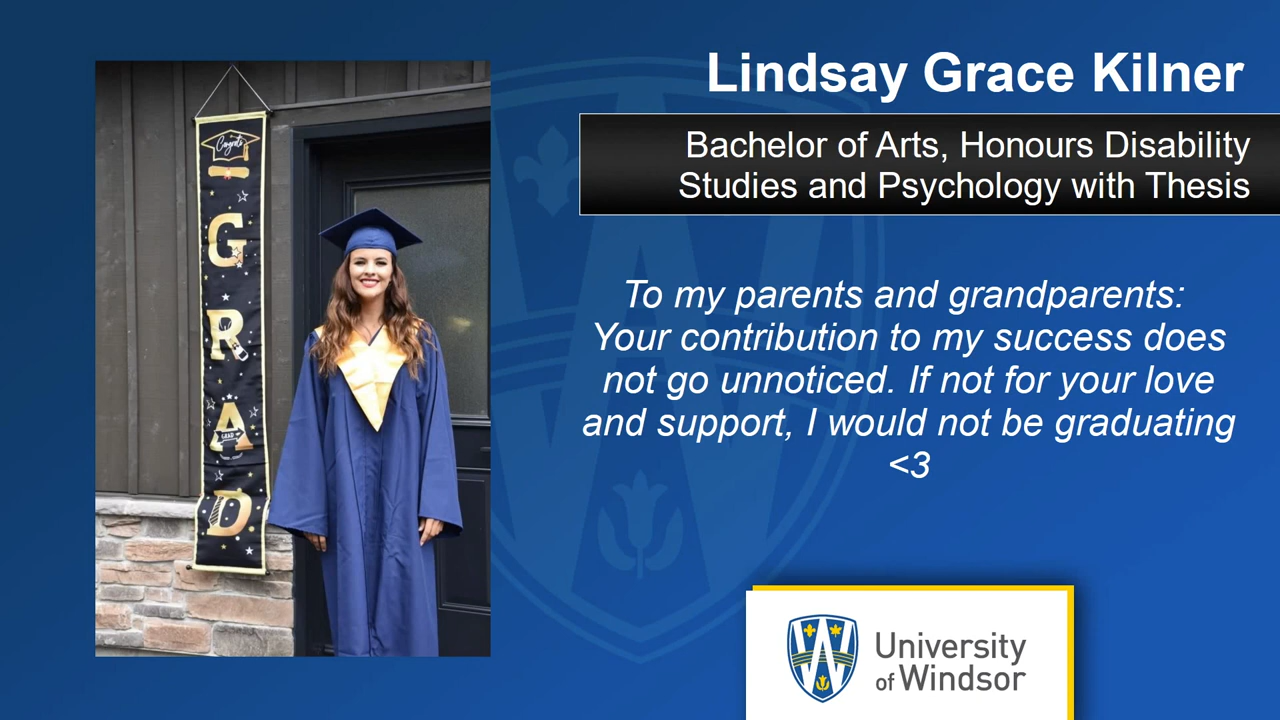 Lindsay Grace Kilner
Bachelor of Arts, Honours Disability
Studies and Psychology with Thesis
To my parents and grandparents:
Your contribution to my success does
not go unnoticed. If not for your love
and support, I would not be graduating
<3
Congrats
G
R
A
GRAD
D
W
University
of Windsor